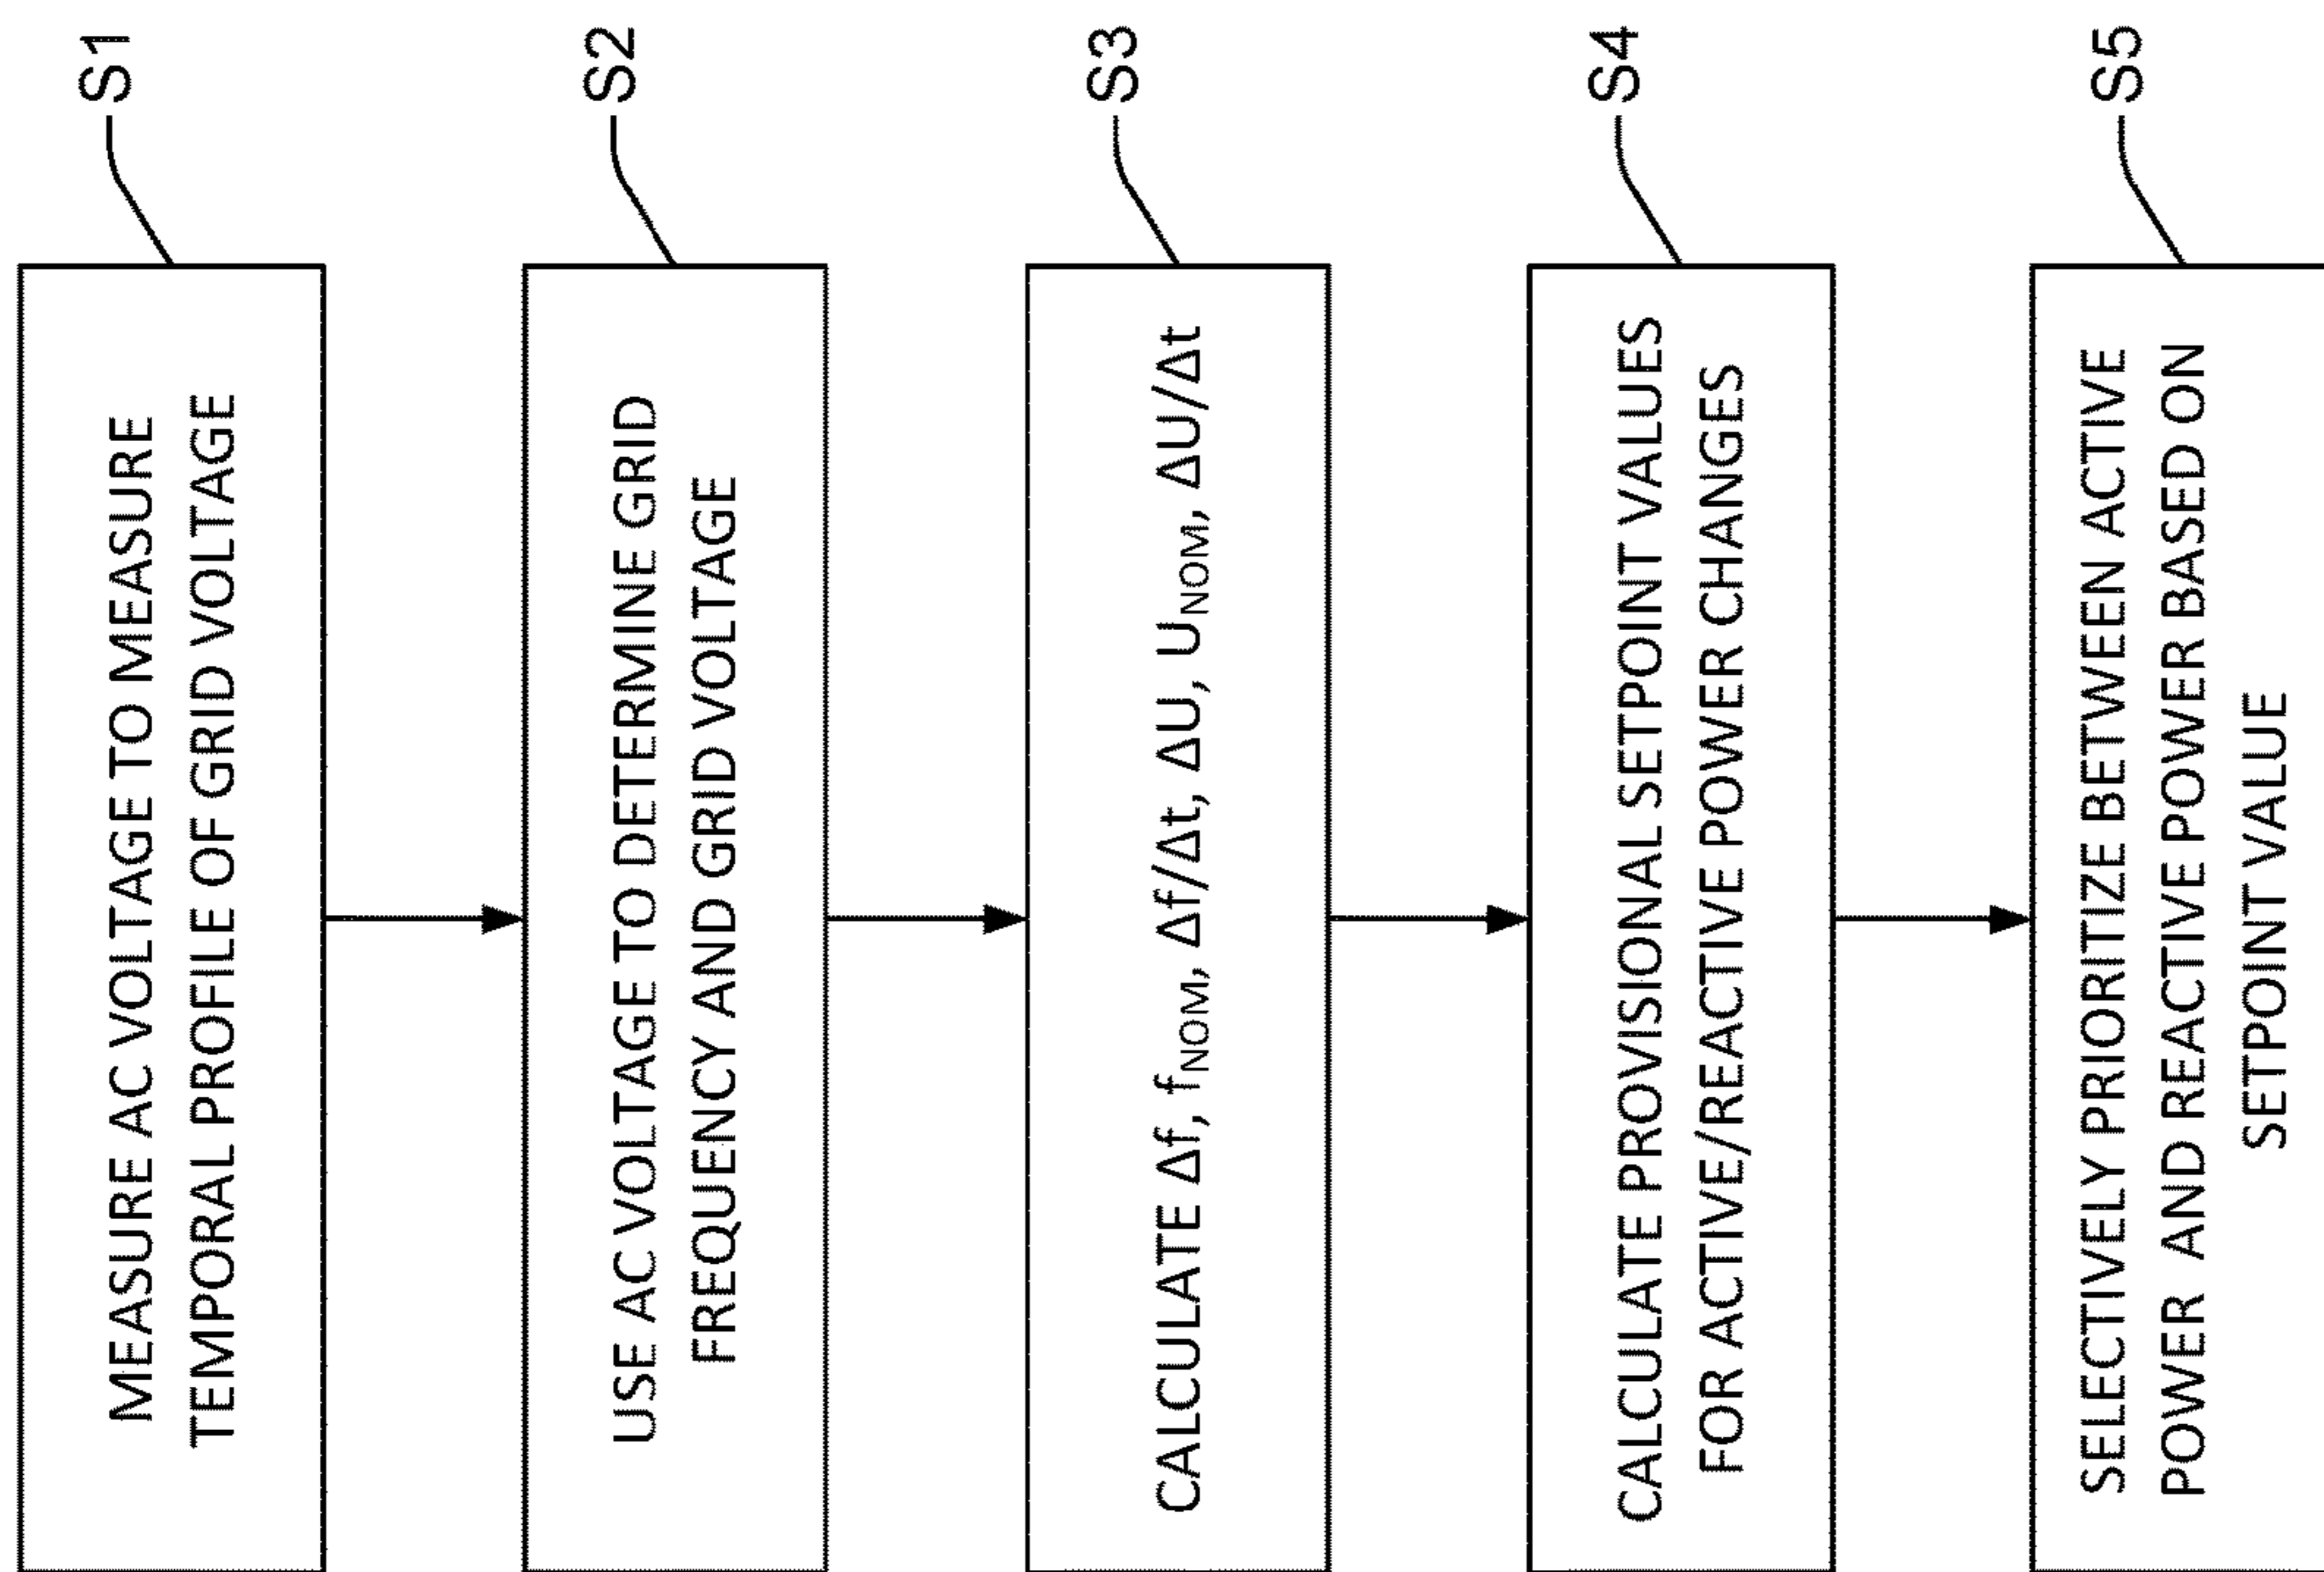 S1
MEASURE AC VOLTAGE TO MEASURE
TEMPORAL PROFILE OF GRID VOLTAGE
S2
USE AC VOLTAGE TO DETERMINE GRID
FREQUENCY AND GRID VOLTAGE
S3
CALCULATE Δf, fNOM, Δf/Δt, ΔU, UNOM, ΔU/Δt
S4
CALCULATE PROVISIONAL SETPOINT VALUES
FOR ACTIVE/REACTIVE POWER CHANGES
S5
SELECTIVELY PRIORITIZE BETWEEN ACTIVE
POWER AND REACTIVE POWER BASED ON
SETPOINT VALUE